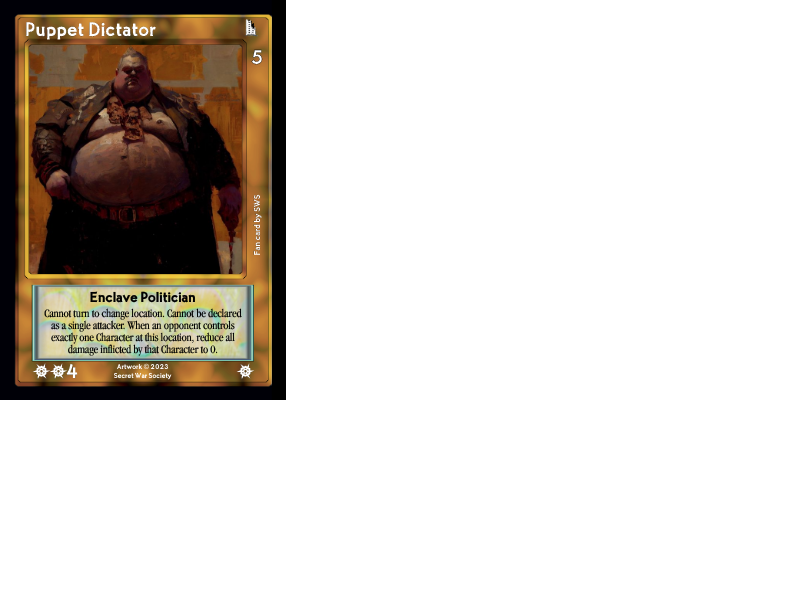 Puppet Dictator
5
Fan card by SWS
Enclave Politician
Cannot turn to change location. Cannot be declared
as a single attacker. When an opponent controls
exactly one Character at this location, reduce all
damage inflicted by that Character to 0.
4
Artwork © 2023
Secret War Society